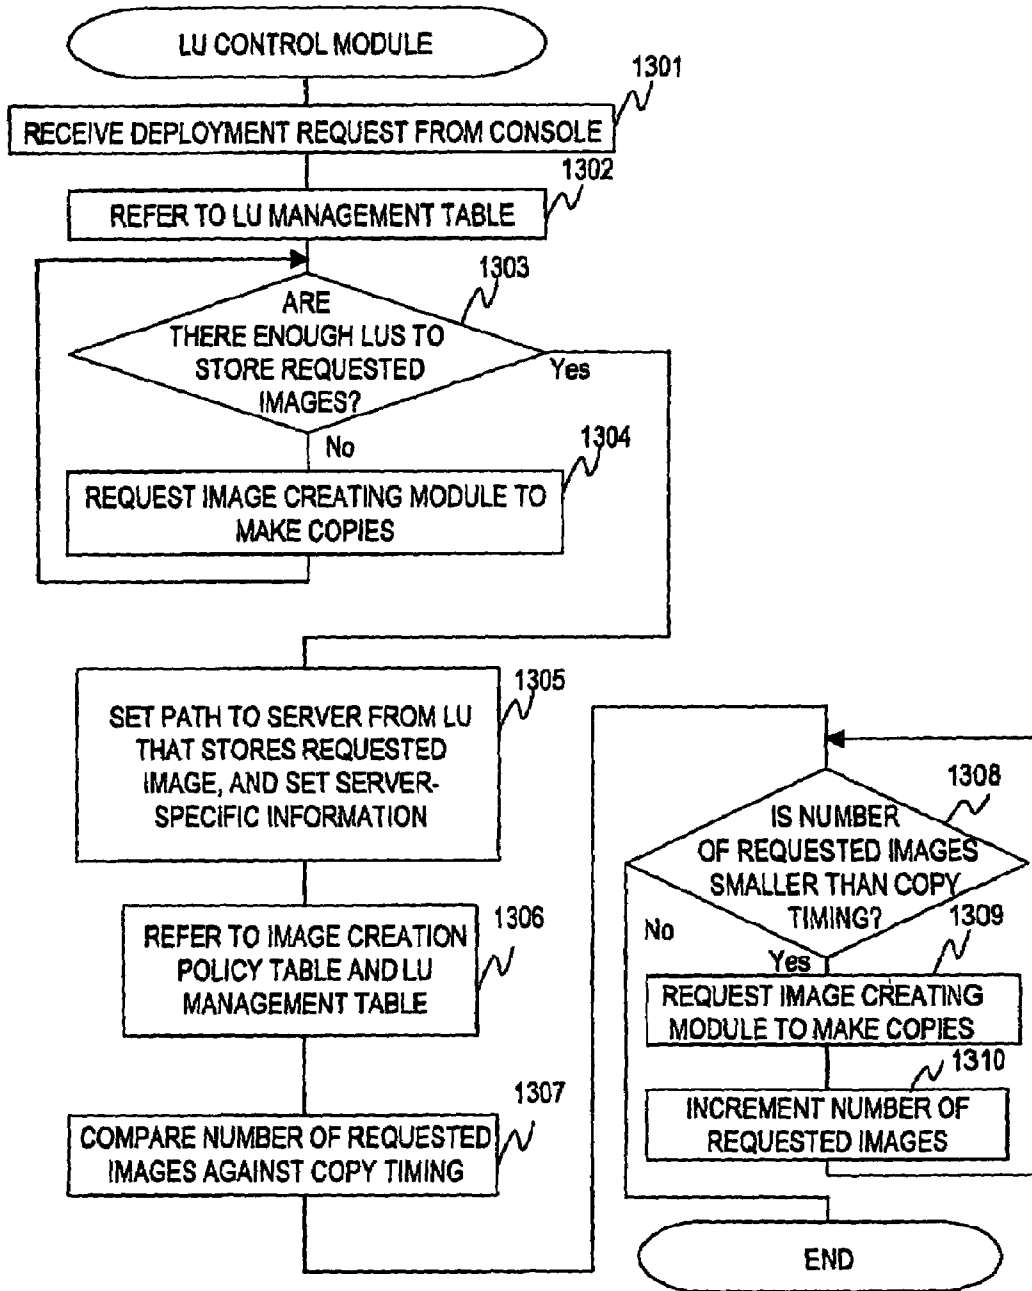 LU CONTROL MODULE
1301
RECEIVE DEPLOYMENT REQUEST FROM CONSOLE
1302
REFER TO LU MANAGEMENT TABLE
1303
ARE
THERE ENOUGH LUS TO
STORE REQUESTED
IMAGES?
Yes
No
1304
REQUEST IMAGE CREATING MODULE TO
MAKE COPIES
1305
SET PATH TO SERVER FROM LU
THAT STORES REQUESTED
IMAGE, AND SET SERVER-
SPECIFIC INFORMATION
1306
REFER TO IMAGE CREATION
POLICY TABLE AND LU
MANAGEMENT TABLE
1307
COMPARE NUMBER OF REQUESTED
IMAGES AGAINST COPY TIMING
1308
IS NUMBER
OF REQUESTED IMAGES
SMALLER THAN COPY
TIMING?
No
Yes
1309
REQUEST IMAGE CREATING
MODULE TO MAKE COPIES
1310
INCREMENT NUMBER OF
REQUESTED IMAGES
END